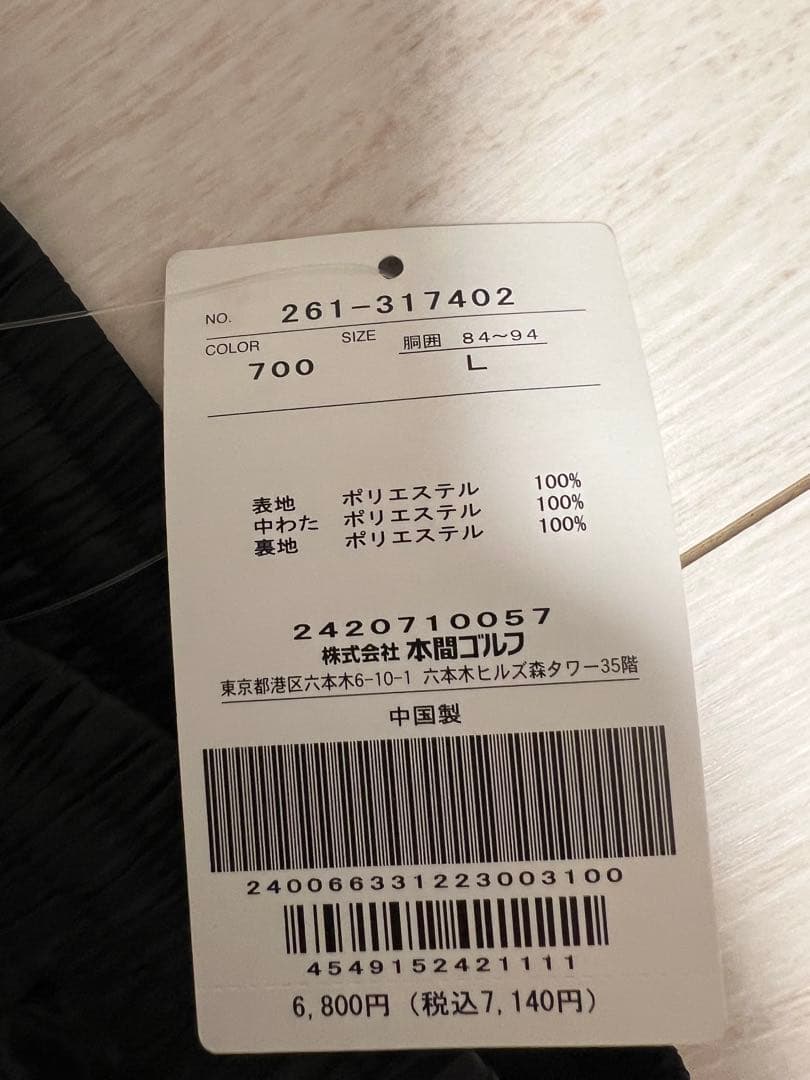 NO. 261-317402
COLOR 700 SIZE 胴囲 84~94
L
表地 ポリエステル 100%
中わた ポリエステル 100%
裏地 ポリエステル 100%
2420710057
株式会社 本間ゴルフ
東京都港区六本木6-10-1 六本木ヒルズ森タワー35階
中国製
240066331223003100
4549152421111
6,800円 (税込7,140円)